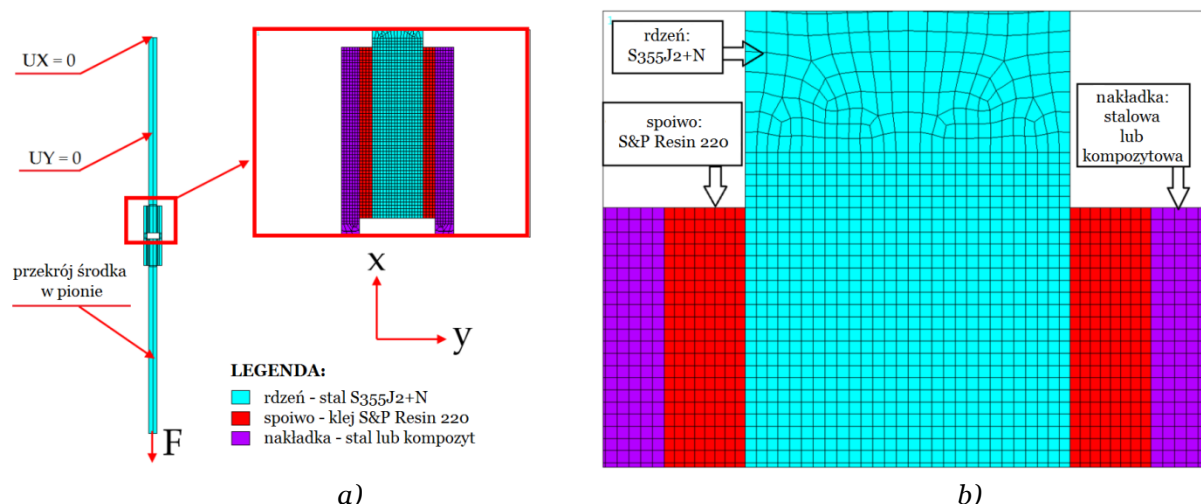 UX = 0
UY = 0
przekrój środka
w pionie
F
x
y
LEGENDA:
rdzeń - stal S355J2+N
spoiwo - klej S&P Resin 220
nakładka - stal lub kompozyt
a)
rdzeń:
S355J2+N
spoiwo:
S&P Resin 220
nakładka:
stalowa
lub
kompozytowa
b)